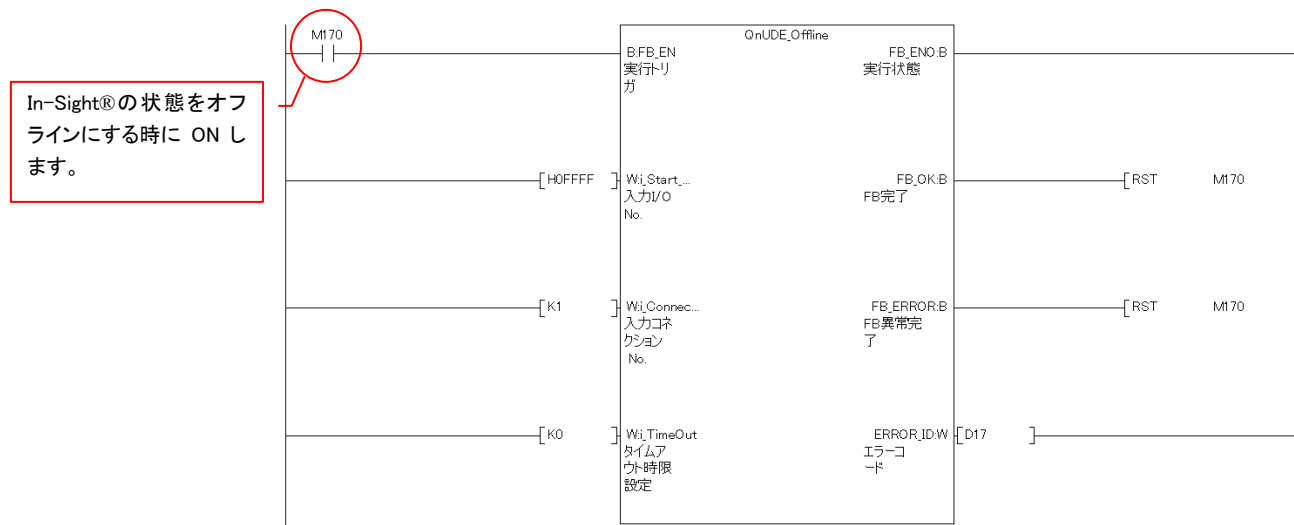 M170
QnUDE_Offline
B:FB_EN
実行トリ
ガ
FB_ENO:B
実行状態
In-Sight®の状態をオフ
ラインにする時に ON し
ます。
[ H0FFFF ]
W:i_Start_...
入力I/O
No.
FB_OK:B
FB完了
[ RST M170
[ K1 ]
W:i_Connec...
入力コネ
クション
No.
FB_ERROR:B
FB異常完
了
[ RST M170
[ K0 ]
W:i_TimeOut
タイムア
ウト時限
設定
ERROR_ID:W
エラーコ
ード
[ D17 ]